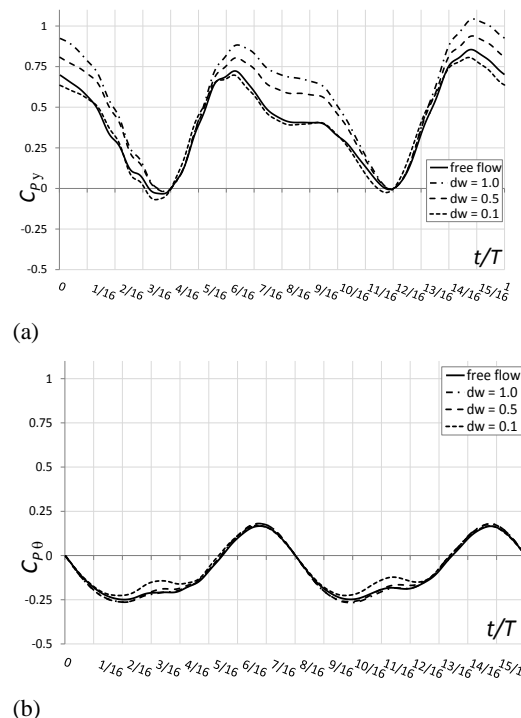 1
0.75
0.5
0.25
0
-0.25
-0.5
C P y
free flow
dw = 1.0
dw = 0.5
dw = 0.1
t/T
0 1/16 2/16 3/16 4/16 5/16 6/16 7/16 8/16 9/16 10/16 11/16 12/16 13/16 14/16 15/16 1
(a)
1
0.75
0.5
0.25
0
-0.25
-0.5
C P θ
free flow
dw = 1.0
dw = 0.5
dw = 0.1
t/T
0 1/16 2/16 3/16 4/16 5/16 6/16 7/16 8/16 9/16 10/16 11/16 12/16 13/16 14/16 15/1
(b)